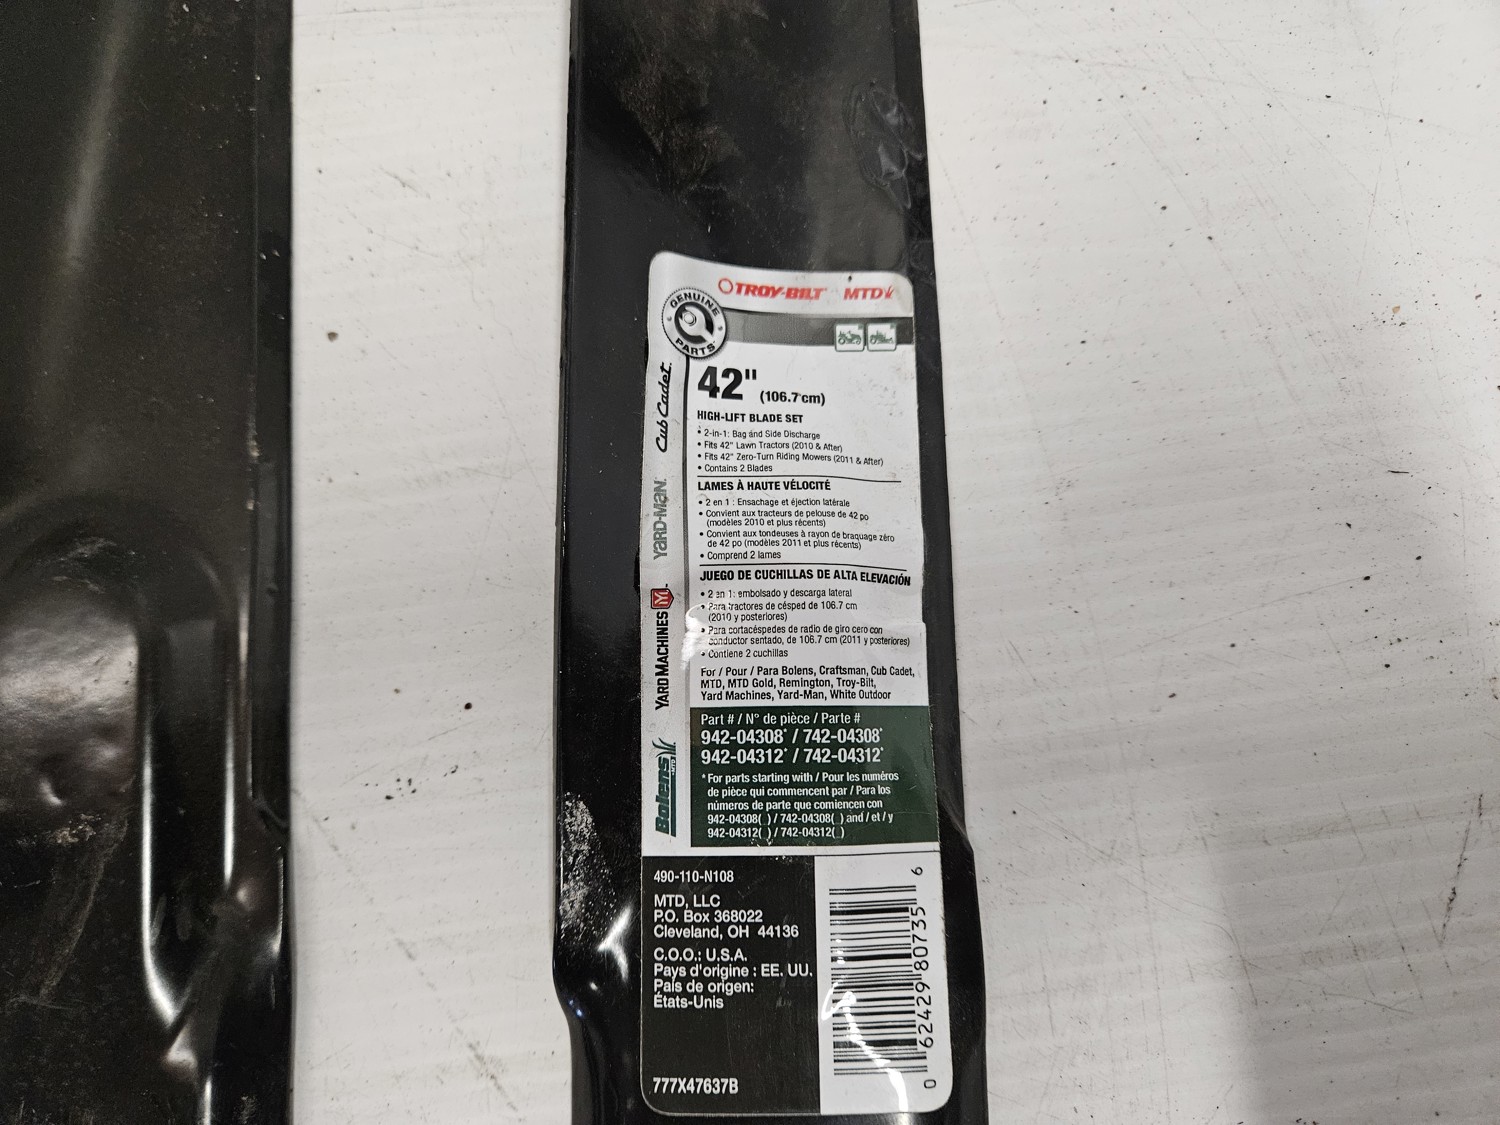 TROY-BILT MTD
GENUINE PARTS
42" (106.7 cm)
HIGH-LIFT BLADE SET
• 2-in-1: Bag and Side Discharge
• Fits 42" Lawn Tractors (2010 & After)
• Fits 42" Zero-Turn Riding Mowers (2011 & After)
• Contains 2 Blades
LAMES À HAUTE VÉLOCITÉ
• 2 en 1 : Ensachage et éjection latérale
• Convient aux tracteurs de pelouse de 42 po
(modèles 2010 et plus récents)
• Convient aux tondeuses à rayon de braquage zéro
de 42 po (modèles 2011 et plus récents)
• Comprend 2 lames
JUEGO DE CUCHILLAS DE ALTA ELEVACIÓN
• 2 en 1: embolsado y descarga lateral
• Para tractores de césped de 106.7 cm
(2010 y posteriores)
• Para cortacéspedes de radio de giro cero con
conductor sentado, de 106.7 cm (2011 y posteriores)
• Contiene 2 cuchillas
For / Pour / Para Bolens, Craftsman, Cub Cadet,
MTD, MTD Gold, Remington, Troy-Bilt,
Yard Machines, Yard-Man, White Outdoor
Part # / N° de pièce / Parte #
942-04308* / 742-04308*
942-04312* / 742-04312*
* For parts starting with / Pour les numéros
de pièce qui commencent par / Para los
números de parte que comiencen con
942-04308( ) / 742-04308( ) and / et / y
942-04312( ) / 742-04312( )
Cub Cadet
YARD-MAN
YARD MACHINES
Bolens
490-110-N108
MTD, LLC
P.O. Box 368022
Cleveland, OH 44136
C.O.O.: U.S.A.
Pays d'origine : EE. UU.
País de origen:
États-Unis
777X47637B
0 62429 80735 6